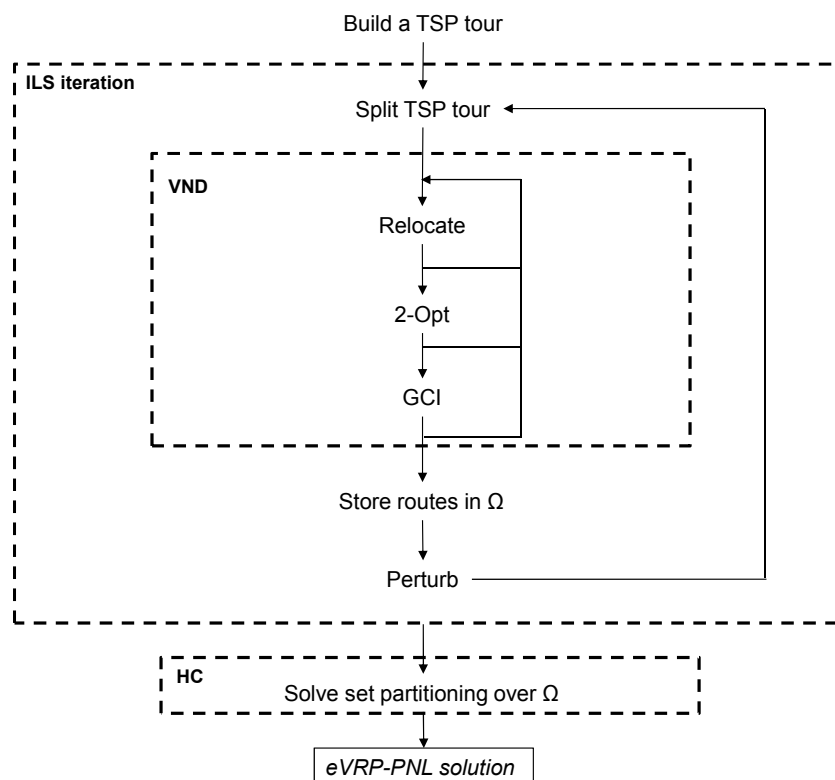 Build a TSP tour
ILS iteration
Split TSP tour
VND
Relocate
2-Opt
GCI
Store routes in Ω
Perturb
HC
Solve set partitioning over Ω
eVRP-PNL solution